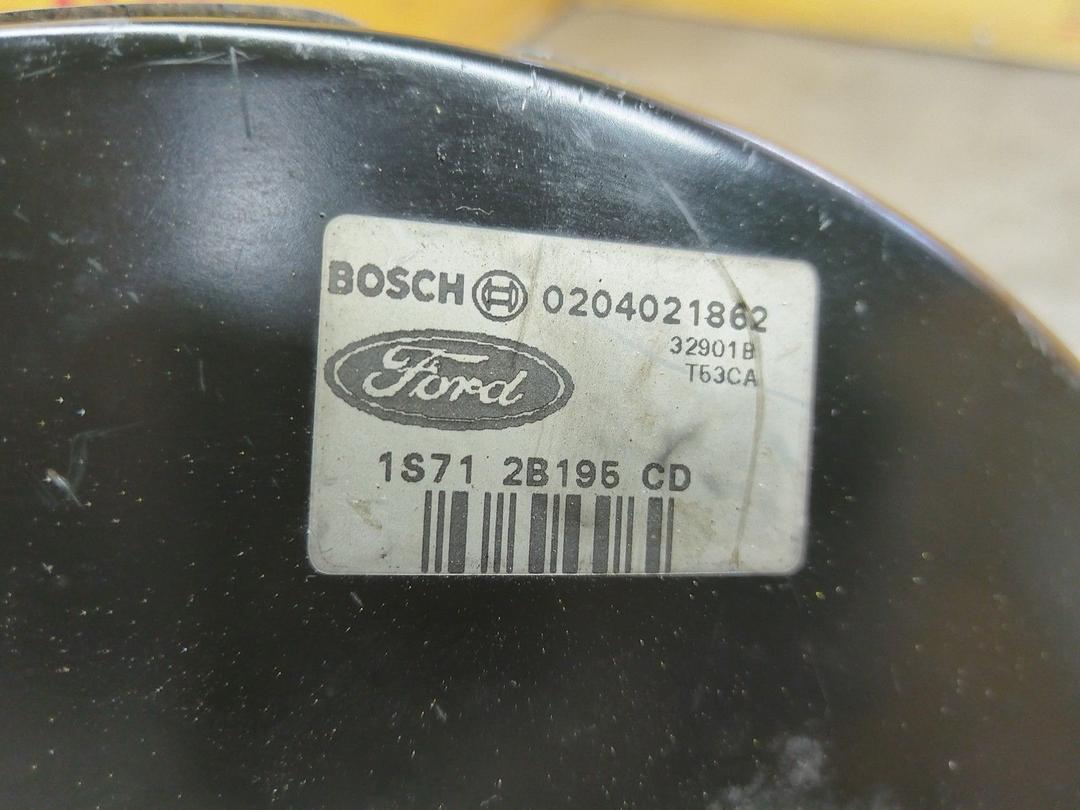 BOSCH 0204021862
32901B
T53CA
Ford
1S71 2B195 CD